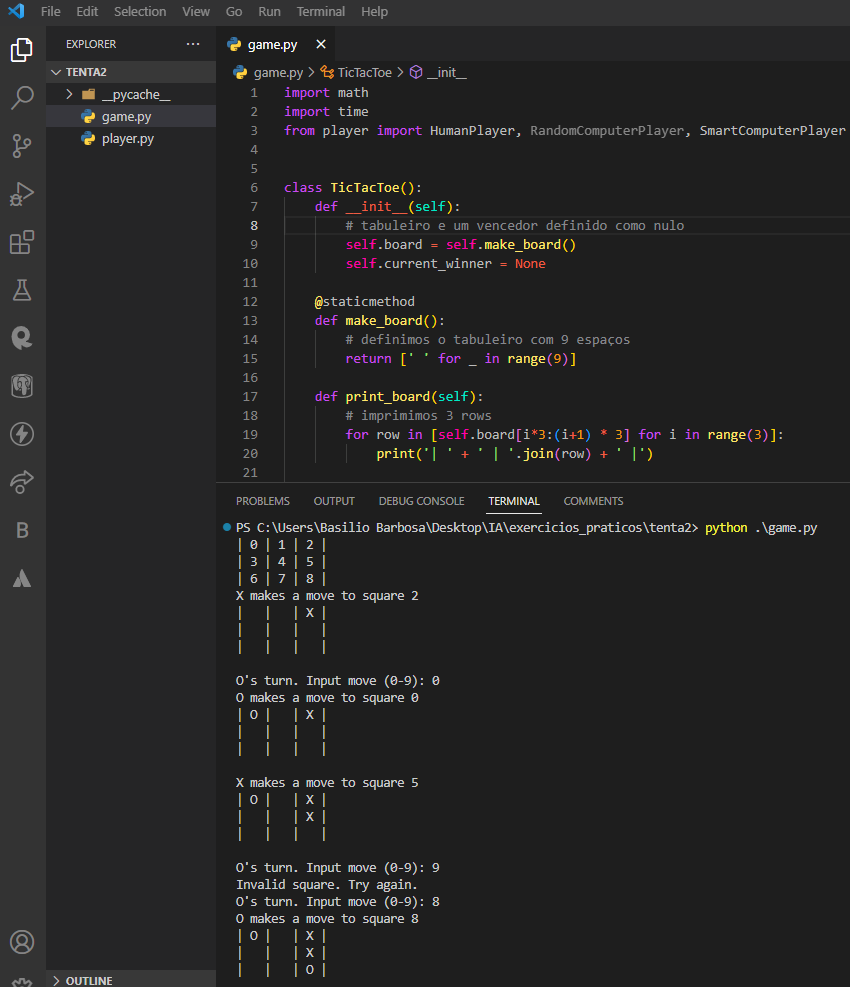 File Edit Selection View Go Run Terminal Help
EXPLORER ...
TENTA2
__pycache__
game.py
player.py
OUTLINE
game.py ×
game.py > TicTacToe > __init__
1 import math
2 import time
3 from player import HumanPlayer, RandomComputerPlayer, SmartComputerPlayer
4
5
6 class TicTacToe():
7 def __init__(self):
8 # tabuleiro e um vencedor definido como nulo
9 self.board = self.make_board()
10 self.current_winner = None
11
12 @staticmethod
13 def make_board():
14 # definimos o tabuleiro com 9 espaços
15 return [' ' for _ in range(9)]
16
17 def print_board(self):
18 # imprimimos 3 rows
19 for row in [self.board[i*3:(i+1) * 3] for i in range(3)]:
20 print('| ' + ' | '.join(row) + ' |')
21
PROBLEMS OUTPUT DEBUG CONSOLE TERMINAL COMMENTS
PS C:\Users\Basilio Barbosa\Desktop\IA\exercicios_praticos\tenta2> python .\game.py
| 0 | 1 | 2 |
| 3 | 4 | 5 |
| 6 | 7 | 8 |
X makes a move to square 2
|   |   | X |
|   |   |   |
|   |   |   |
O's turn. Input move (0-9): 0
O makes a move to square 0
| O |   | X |
|   |   |   |
|   |   |   |
X makes a move to square 5
| O |   | X |
|   |   | X |
|   |   |   |
O's turn. Input move (0-9): 9
Invalid square. Try again.
O's turn. Input move (0-9): 8
O makes a move to square 8
| O |   | X |
|   |   | X |
|   |   | O |